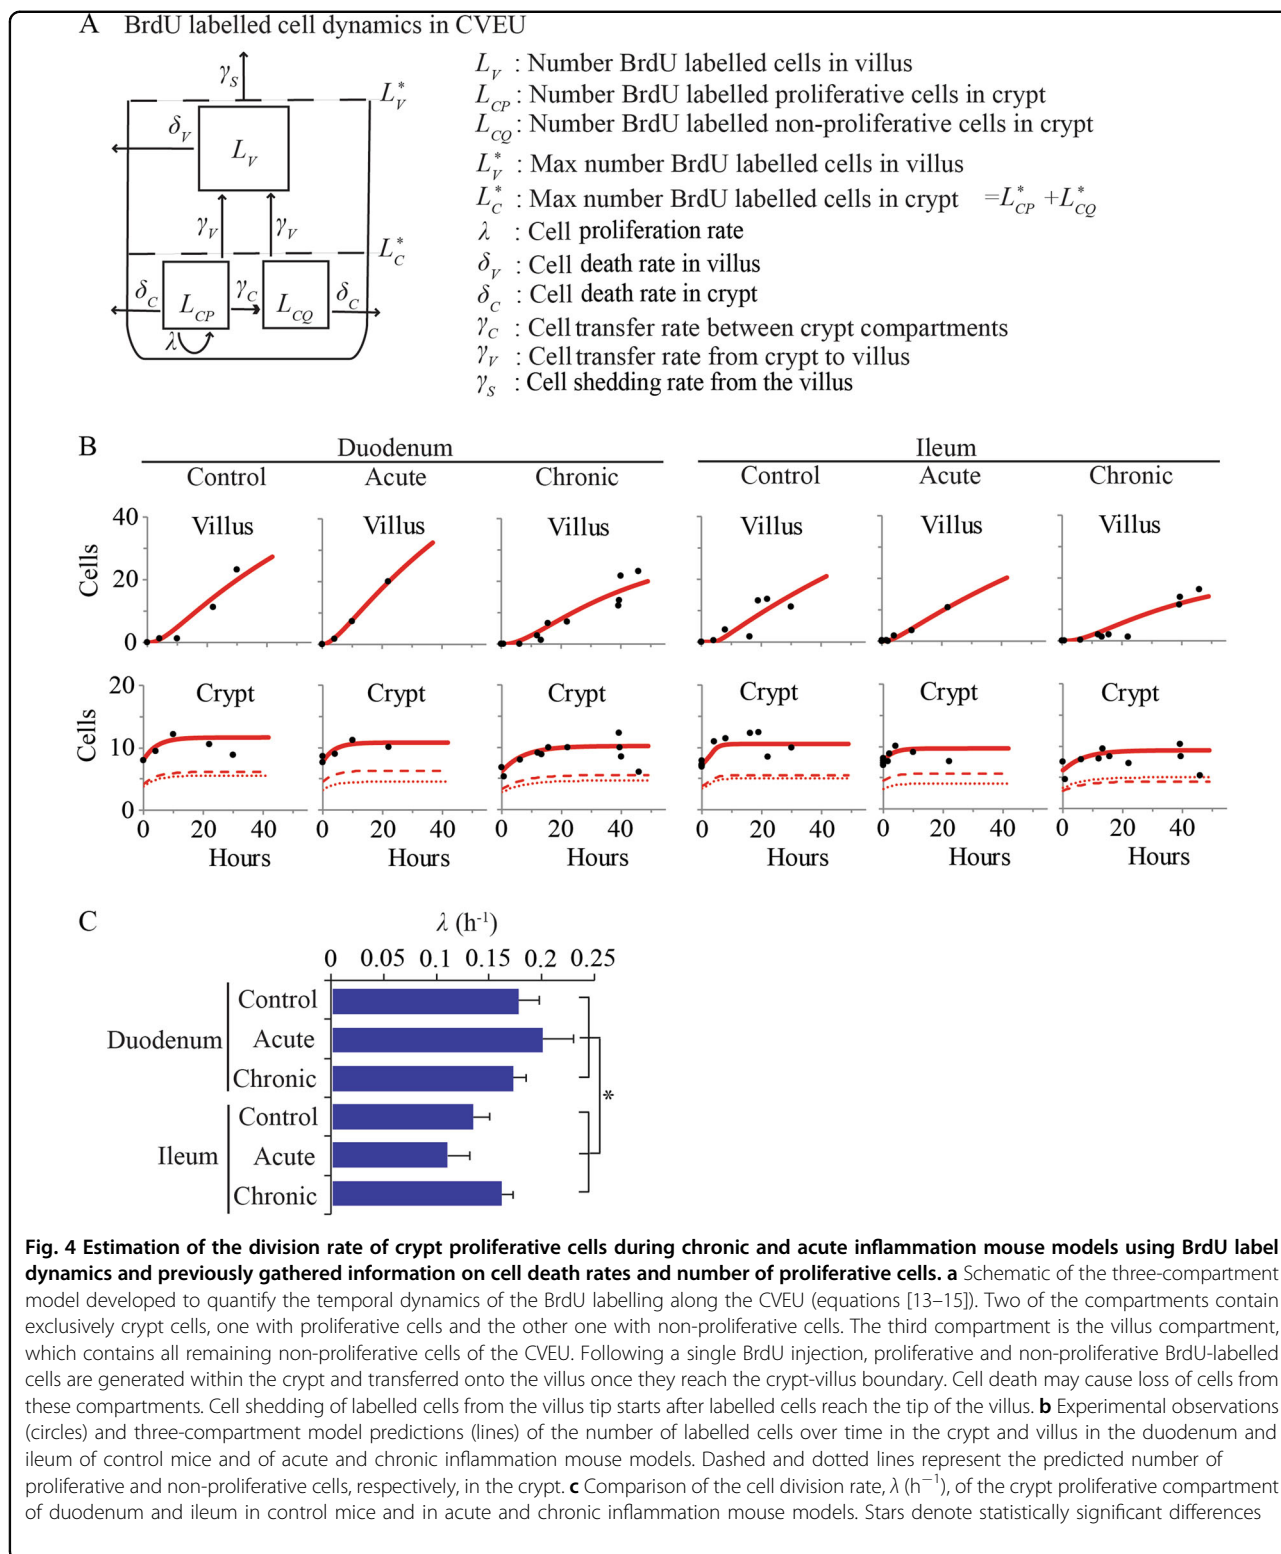 A BrdU labelled cell dynamics in CVEU
γS
L*V
δV
LV
γV γV
L*C
δC LCP γC LCQ δC
λ
LV : Number BrdU labelled cells in villus
LCP : Number BrdU labelled proliferative cells in crypt
LCQ : Number BrdU labelled non-proliferative cells in crypt
L*V : Max number BrdU labelled cells in villus
L*C : Max number BrdU labelled cells in crypt =L*CP +L*CQ
λ : Cell proliferation rate
δV : Cell death rate in villus
δC : Cell death rate in crypt
γC : Cell transfer rate between crypt compartments
γV : Cell transfer rate from crypt to villus
γS : Cell shedding rate from the villus
B
Duodenum Ileum
Control Acute Chronic Control Acute Chronic
40 Villus Villus Villus Villus Villus Villus
Cells
20
0
20 Crypt Crypt Crypt Crypt Crypt Crypt
Cells
10
0
0 20 40 0 20 40 0 20 40 0 20 40 0 20 40 0 20 40
Hours Hours Hours Hours Hours Hours
C
λ (h-1)
0 0.05 0.1 0.15 0.2 0.25
Control
Duodenum Acute
Chronic
*
Control
Ileum Acute
Chronic
Fig. 4 Estimation of the division rate of crypt proliferative cells during chronic and acute inflammation mouse models using BrdU label
dynamics and previously gathered information on cell death rates and number of proliferative cells. a Schematic of the three-compartment
model developed to quantify the temporal dynamics of the BrdU labelling along the CVEU (equations [13–15]). Two of the compartments contain
exclusively crypt cells, one with proliferative cells and the other one with non-proliferative cells. The third compartment is the villus compartment,
which contains all remaining non-proliferative cells of the CVEU. Following a single BrdU injection, proliferative and non-proliferative BrdU-labelled
cells are generated within the crypt and transferred onto the villus once they reach the crypt-villus boundary. Cell death may cause loss of cells from
these compartments. Cell shedding of labelled cells from the villus tip starts after labelled cells reach the tip of the villus. b Experimental observations
(circles) and three-compartment model predictions (lines) of the number of labelled cells over time in the crypt and villus in the duodenum and
ileum of control mice and of acute and chronic inflammation mouse models. Dashed and dotted lines represent the predicted number of
proliferative and non-proliferative cells, respectively, in the crypt. c Comparison of the cell division rate, λ (h−1), of the crypt proliferative compartment
of duodenum and ileum in control mice and in acute and chronic inflammation mouse models. Stars denote statistically significant differences